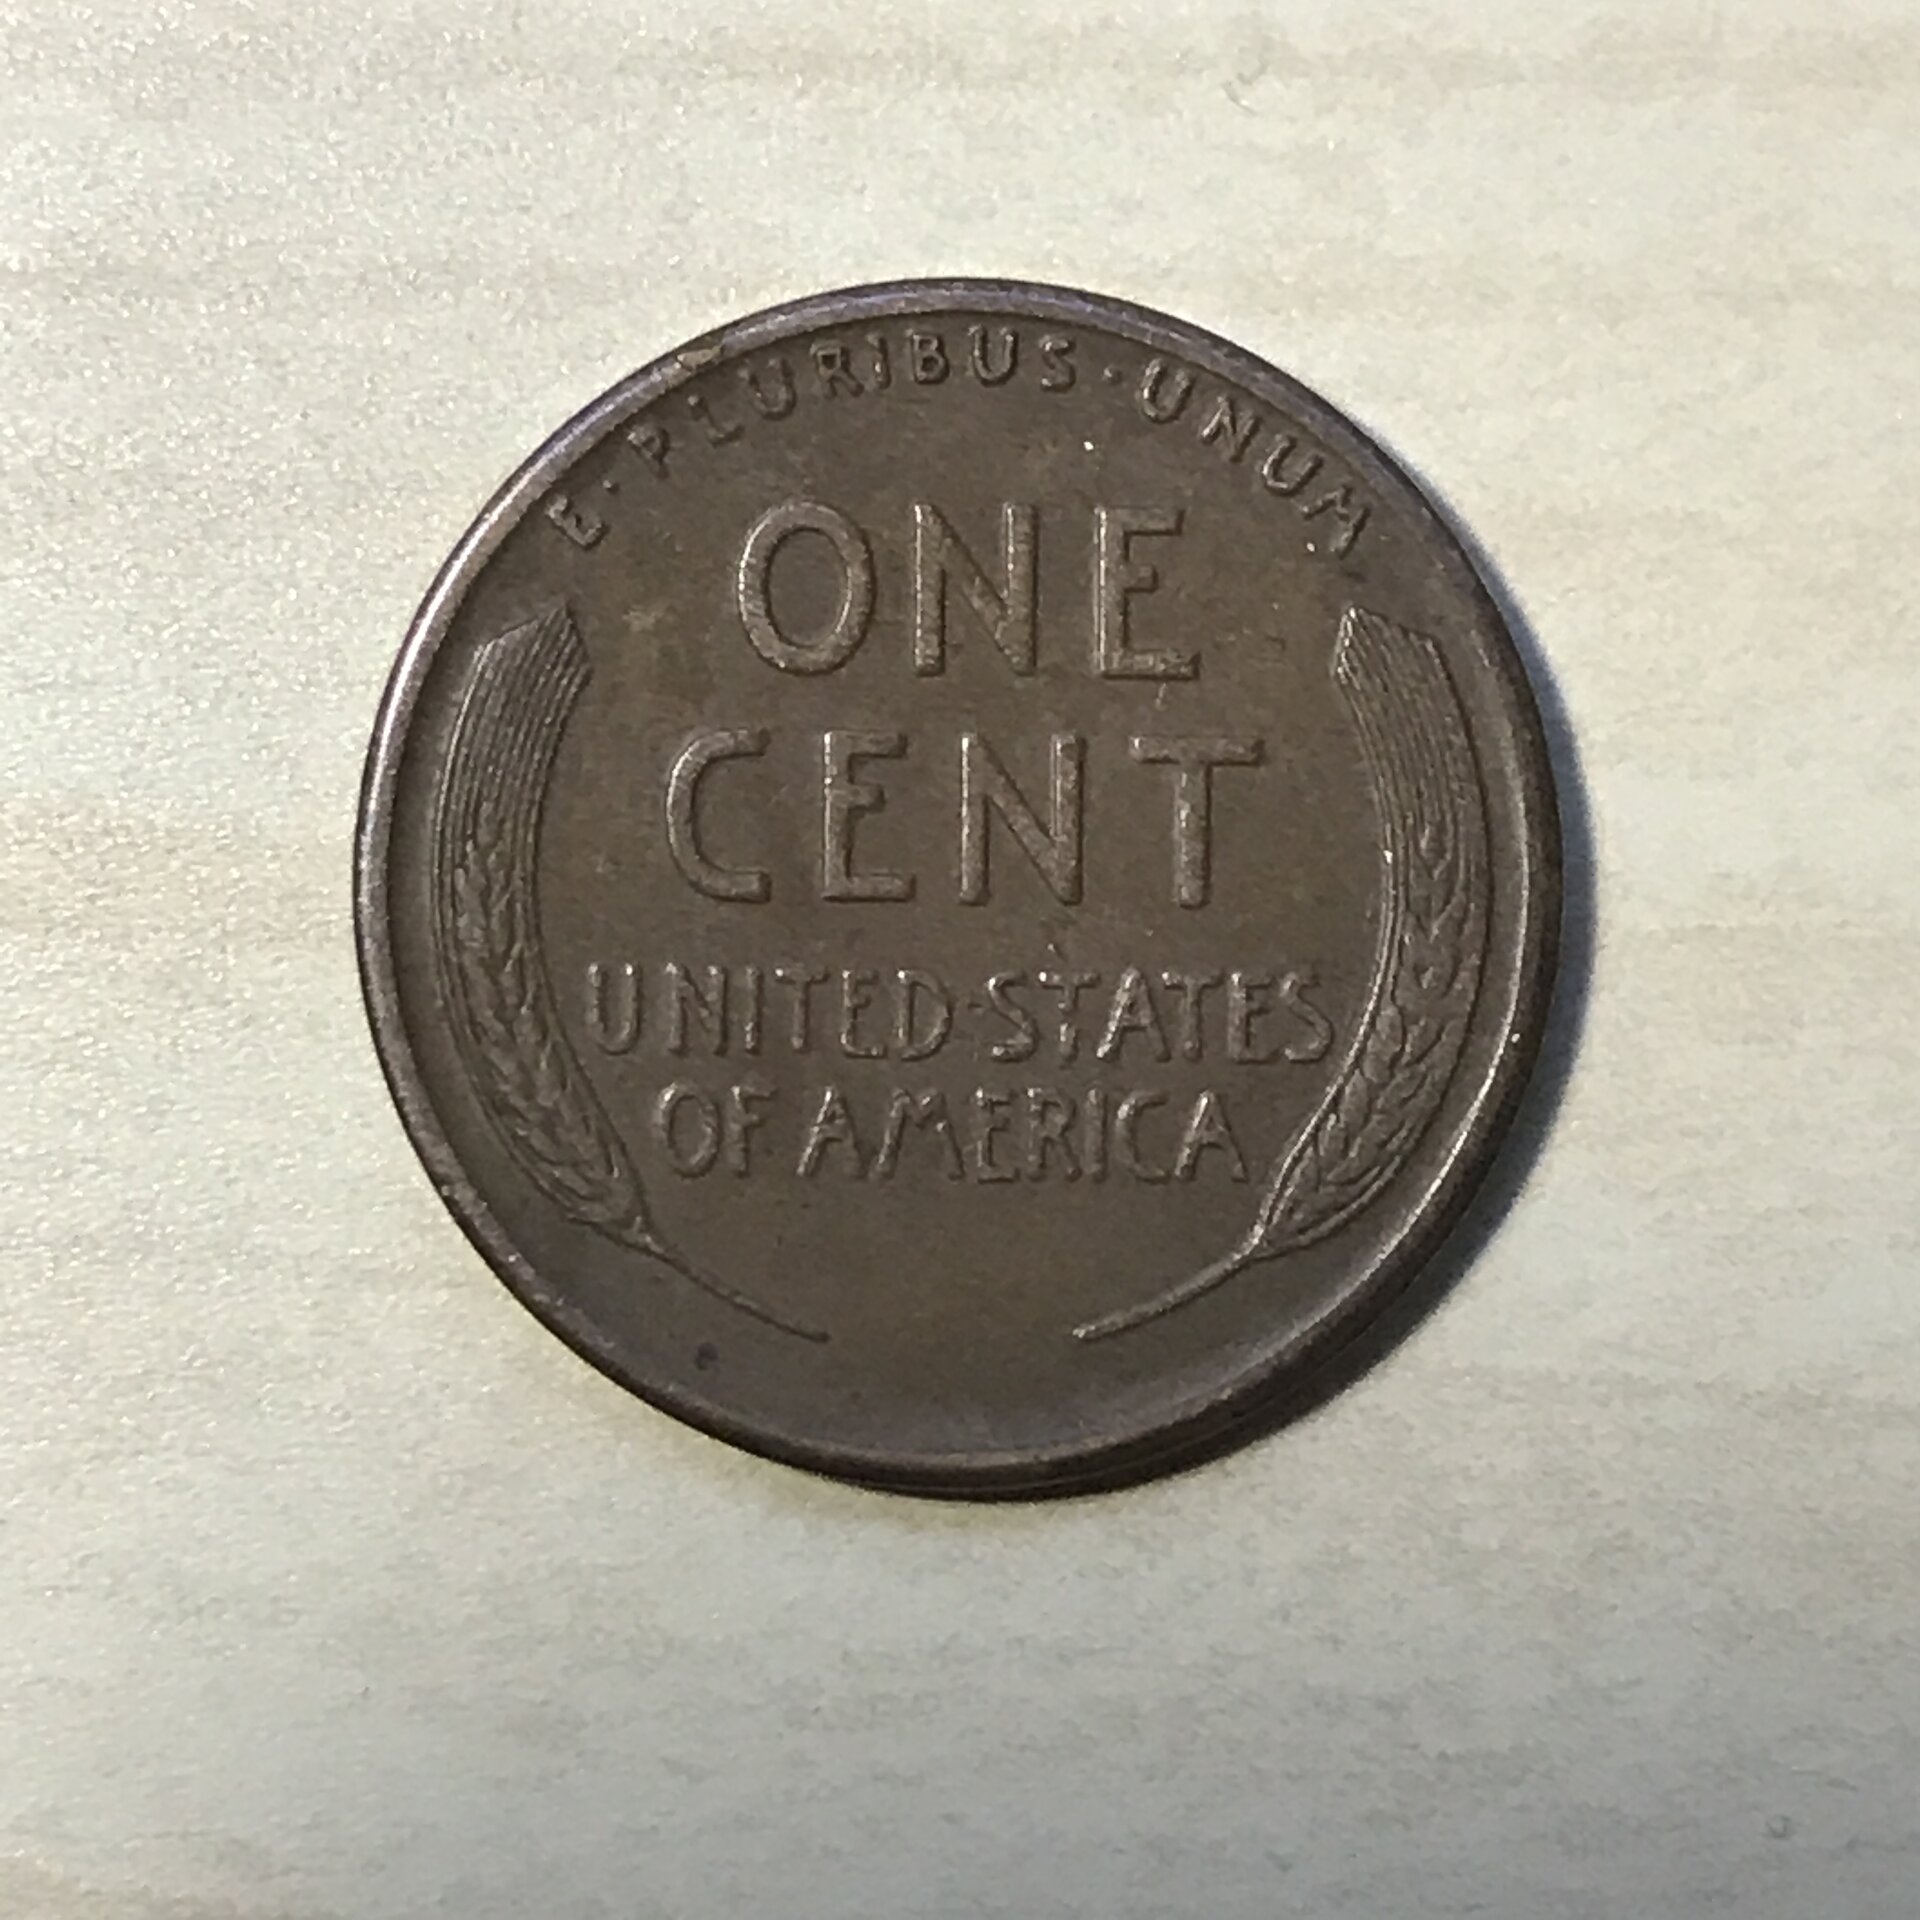 E·PLURIBUS·UNUM
ONE
CENT
UNITED·STATES
OF AMERICA